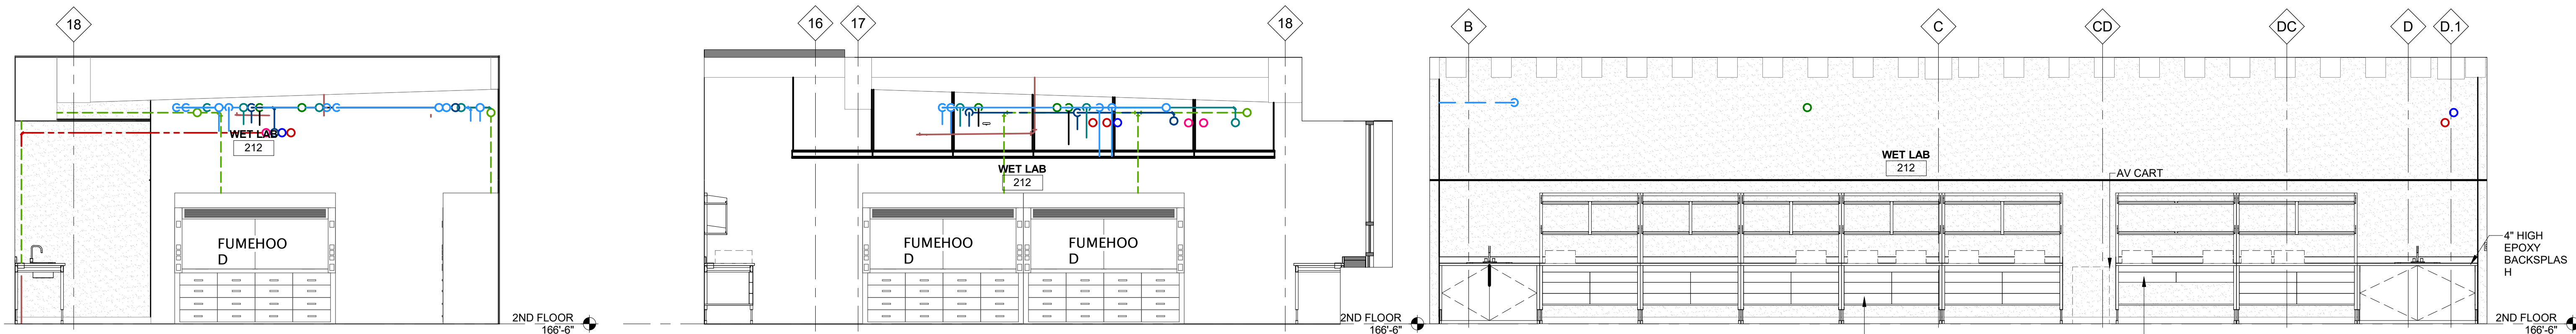 18
WET LAB
212
FUMEHOO
D
2ND FLOOR
166'-6"
16
17
18
WET LAB
212
FUMEHOO
D
FUMEHOO
D
2ND FLOOR
166'-6"
B
C
CD
DC
D
D.1
WET LAB
212
AV CART
4" HIGH
EPOXY
BACKSPLAS
H
2ND FLOOR
166'-6"